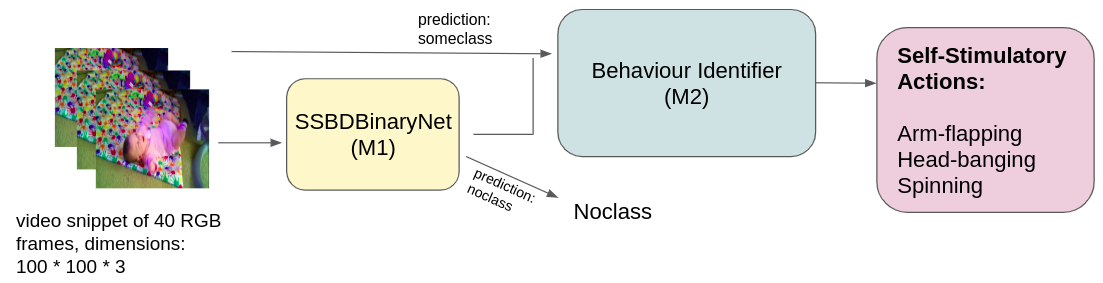 prediction:
someclass
SSBDBinaryNet
(M1)
Behaviour Identifier
(M2)
Self-Stimulatory
Actions:
Arm-flapping
Head-banging
Spinning
prediction:
noclass
Noclass
video snippet of 40 RGB
frames, dimensions:
100 * 100 * 3